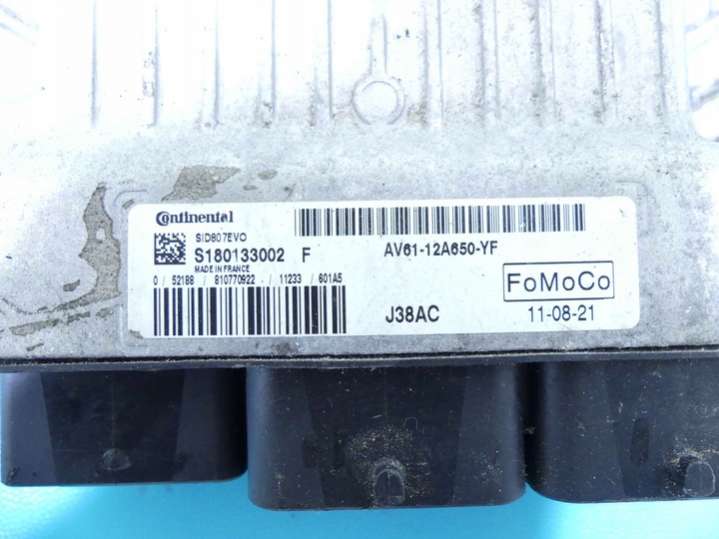 Continental
SID807EVO
S180133002 F
MADE IN FRANCE
0 / 52188 / 810770922 / 11233 / 601A5
AV61-12A650-YF
FoMoCo
J38AC
11-08-21